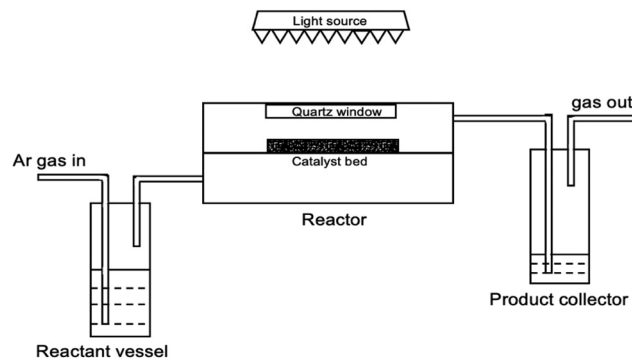 Light source
Quartz window
gas out
Ar gas in
Catalyst bed
Reactor
Product collector
Reactant vessel